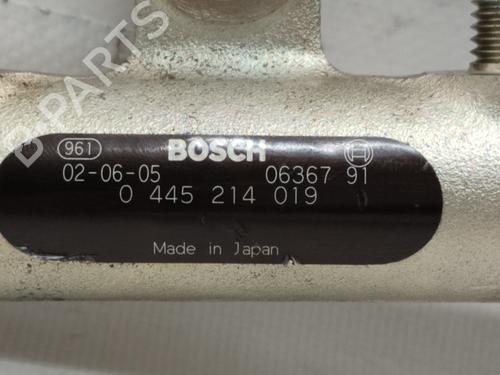 961 BOSCH
02-06-05 06367 91
0 445 214 019
Made in Japan
B-PARTS